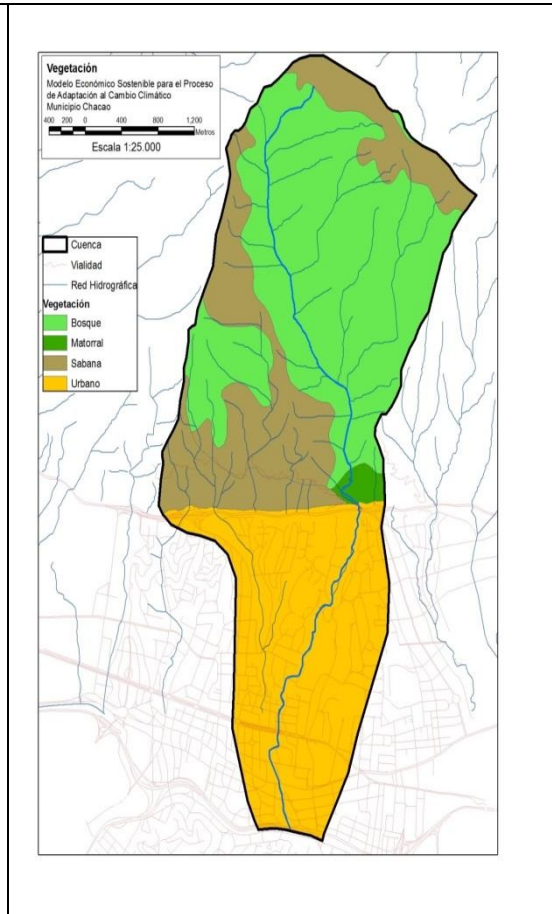 Vegetación
Modelo Económico Sostenible para el Proceso
de Adaptación al Cambio Climático
Municipio Chacao
400 200 0 400 800 1,200
Metros
Escala 1:25.000
Cuenca
Vialidad
Red Hidrográfica
Vegetación
Bosque
Matorral
Sabana
Urbano